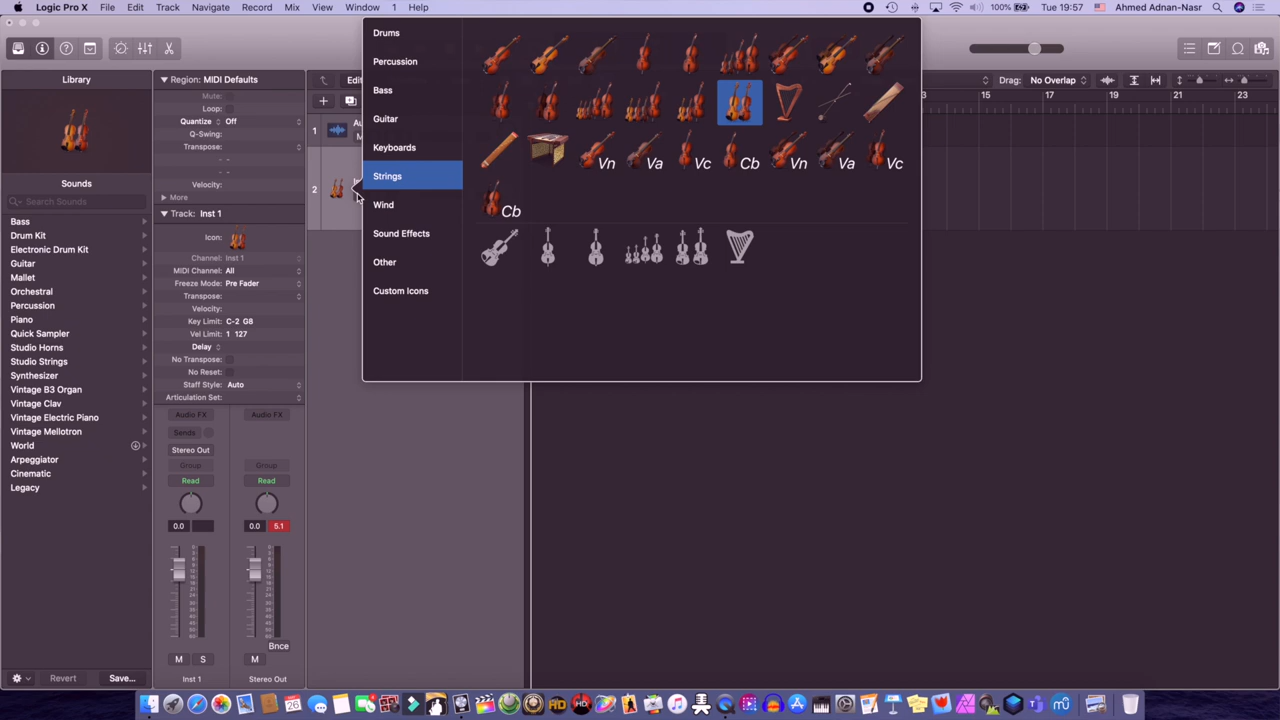 Logic Pro X File Edit Track Navigate Record Mix View Window 1 Help 100% Tue 19:57 Ahmed Adnan-Nasr
Library
Sounds
Search Sounds
Bass
Drum Kit
Electronic Drum Kit
Guitar
Mallet
Orchestral
Percussion
Piano
Quick Sampler
Studio Horns
Studio Strings
Synthesizer
Vintage B3 Organ
Vintage Clav
Vintage Electric Piano
Vintage Mellotron
World
Arpeggiator
Cinematic
Legacy
Revert Save...
Region: MIDI Defaults
Mute:
Loop:
Quantize Off
Q-Swing:
Transpose:
Velocity:
More
Track: Inst 1
Icon:
Channel: Inst 1
MIDI Channel: All
Freeze Mode: Pre Fader
Transpose:
Velocity:
Key Limit: C-2 G8
Vel Limit: 1 127
Delay
No Transpose:
No Reset:
Staff Style: Auto
Articulation Set:
Audio FX Audio FX
Sends
Stereo Out
Group Group
Read Read
0.0 0.0 5.1
Bnce
M S M
Inst 1 Stereo Out
Edit
1
2
Drums
Percussion
Bass
Guitar
Keyboards
Strings
Wind
Sound Effects
Other
Custom Icons
Vn Va Vc Cb Vn Va Vc
Cb
Drag: No Overlap
13 15 17 19 21 23
26